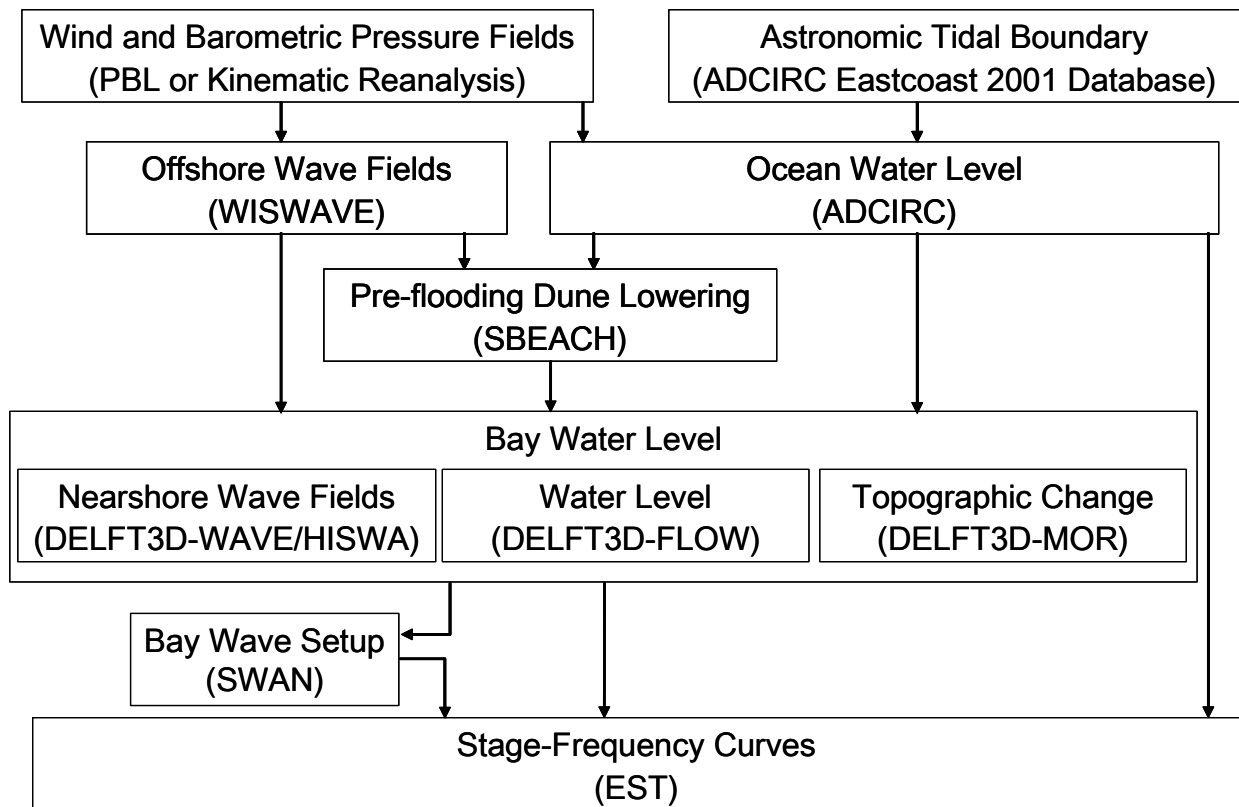 Wind and Barometric Pressure Fields
(PBL or Kinematic Reanalysis)
Astronomic Tidal Boundary
(ADCIRC Eastcoast 2001 Database)
Offshore Wave Fields
(WISWAVE)
Ocean Water Level
(ADCIRC)
Pre-flooding Dune Lowering
(SBEACH)
Bay Water Level
Nearshore Wave Fields
(DELFT3D-WAVE/HISWA)
Water Level
(DELFT3D-FLOW)
Topographic Change
(DELFT3D-MOR)
Bay Wave Setup
(SWAN)
Stage-Frequency Curves
(EST)